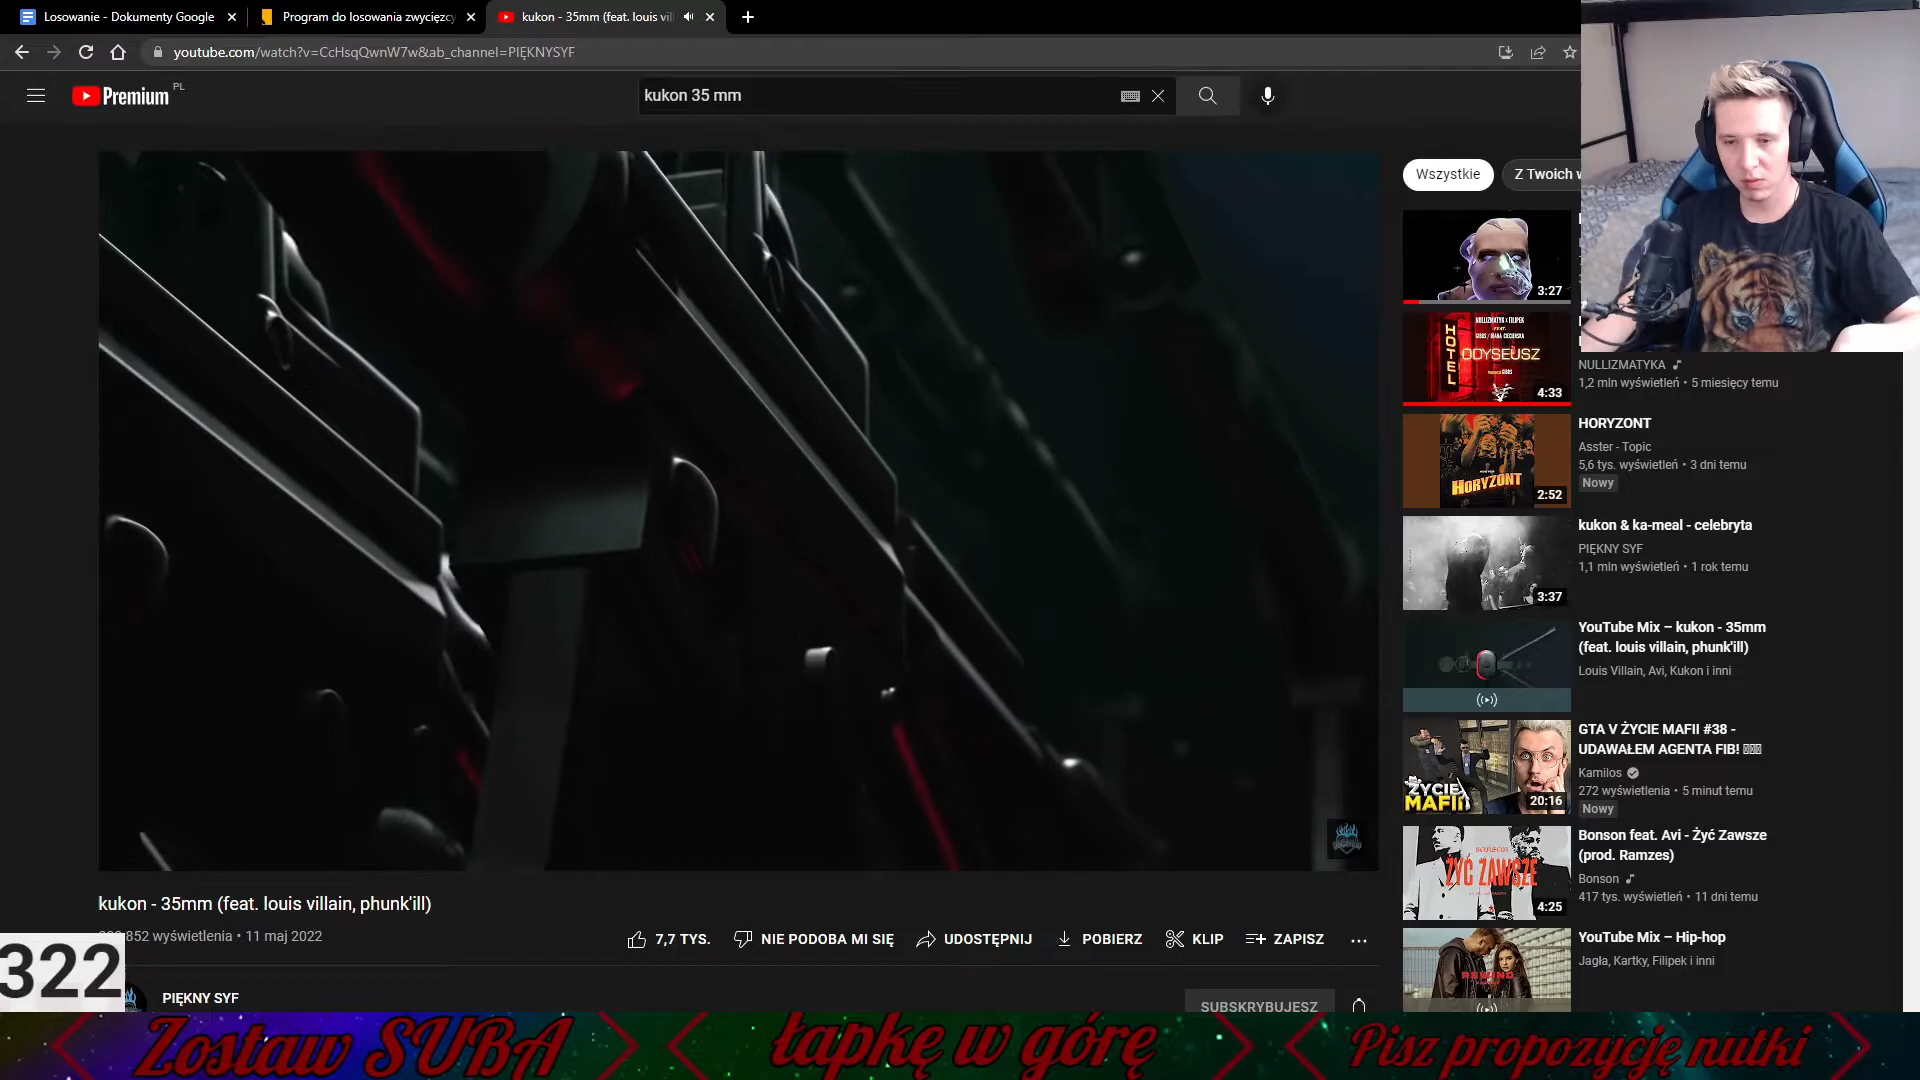 Losowanie - Dokumenty Google
Program do losowania zwycięzcy
kukon - 35mm (feat. louis vil
youtube.com/watch?v=CcHsqQwnW7w&ab_channel=PIĘKNYSYF
Premium PL
kukon 35 mm
Wszystkie
Z Twoich w
3:27
NULLIZMATYK x FILIPEK
FEAT.
HOTEL
ODYSEUSZ
4:33
NULLIZMATYKA
1,2 mln wyświetleń • 5 miesięcy temu
HORYZONT
2:52
HORYZONT
Asster - Topic
5,6 tys. wyświetleń • 3 dni temu
Nowy
3:37
kukon & ka-meal - celebryta
PIĘKNY SYF
1,1 mln wyświetleń • 1 rok temu
YouTube Mix – kukon - 35mm
(feat. louis villain, phunk'ill)
Louis Villain, Avi, Kukon i inni
ŻYCIE
MAFII
20:16
GTA V ŻYCIE MAFII #38 -
UDAWAŁEM AGENTA FIB!
Kamilos
272 wyświetlenia • 5 minut temu
Nowy
BONSON
ŻYĆ ZAWSZE
4:25
Bonson feat. Avi - Żyć Zawsze
(prod. Ramzes)
Bonson
417 tys. wyświetleń • 11 dni temu
REWIND
YouTube Mix – Hip-hop
Jagła, Kartky, Filipek i inni
kukon - 35mm (feat. louis villain, phunk'ill)
852 wyświetlenia • 11 maj 2022
7,7 TYS.
NIE PODOBA MI SIĘ
UDOSTĘPNIJ
POBIERZ
KLIP
ZAPISZ
322
PIĘKNY SYF
SUBSKRYBUJESZ
Zostaw SUBA
łapkę w górę
Pisz propozycję nutki